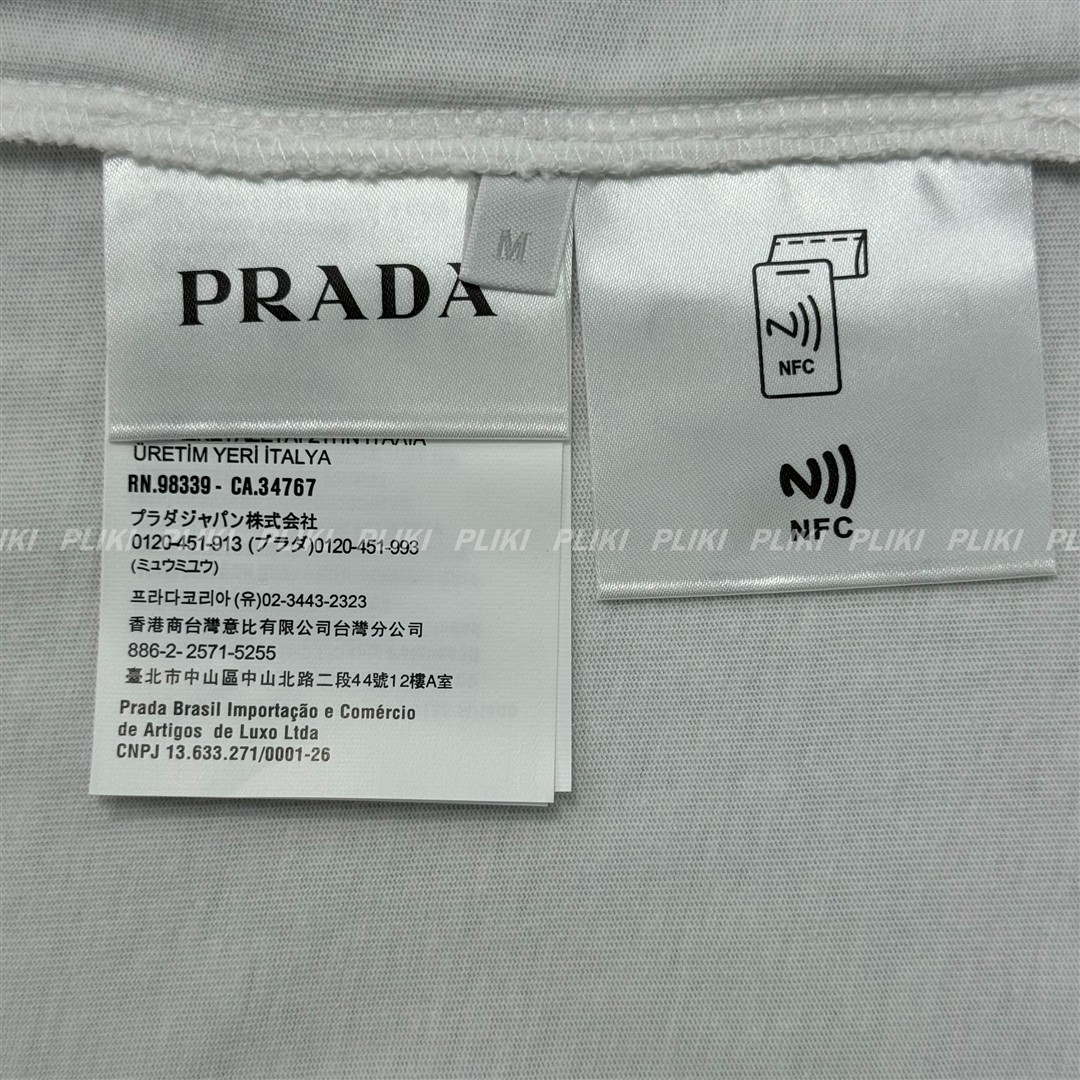 M
PRADA
NFC
NFC
ÜRETİM YERİ İTALYA
RN.98339 - CA.34767
プラダジャパン株式会社
0120-451-913 (プラダ)0120-451-993
(ミュウミユウ)
PLIKI PLIKI PLIKI PLIKI PLIKI PLIKI PLIKI PLIKI PLIKI PLIKI
프라다코리아(유)02-3443-2323
香港商台灣意比有限公司台灣分公司
886-2-2571-5255
臺北市中山區中山北路二段44號12樓A室
Prada Brasil Importação e Comércio
de Artigos de Luxo Ltda
CNPJ 13.633.271/0001-26